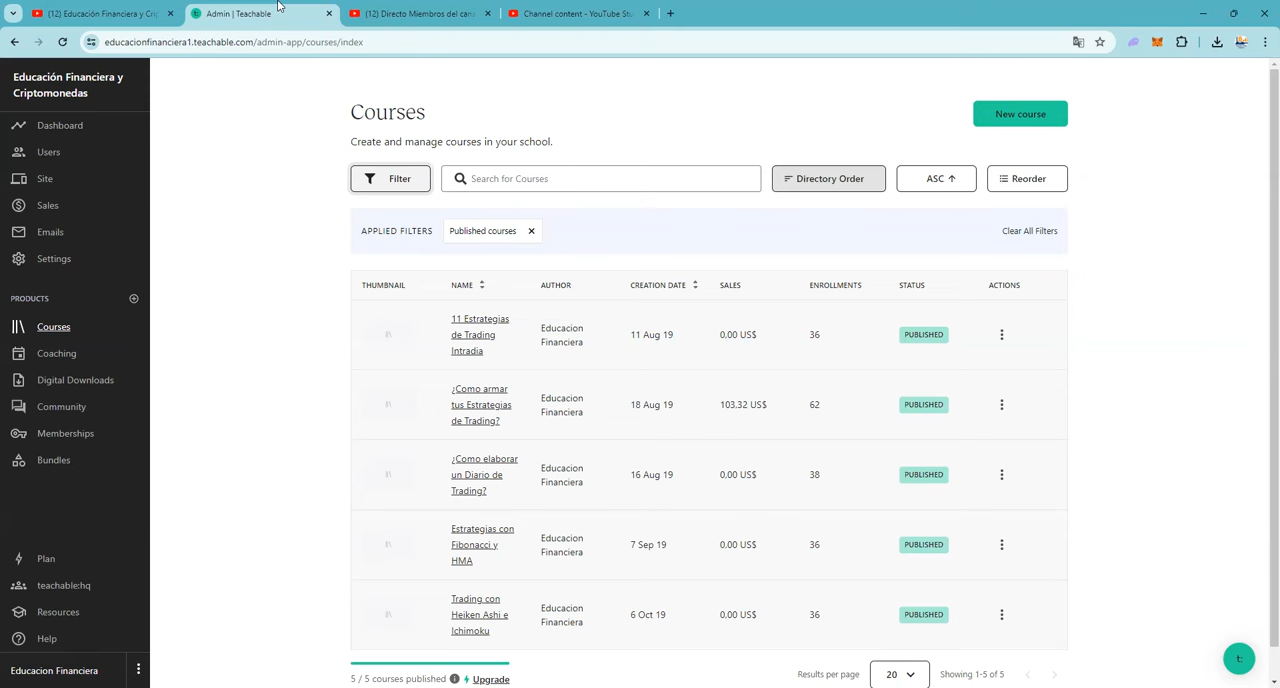 (12) Educación Financiera y Crip
Admin | Teachable
(12) Directo Miembros del cana
Channel content - YouTube Stu
educacionfinanciera1.teachable.com/admin-app/courses/index
Educación Financiera y
Criptomonedas
Dashboard
Users
Site
Sales
Emails
Settings
PRODUCTS
Courses
Coaching
Digital Downloads
Community
Memberships
Bundles
Plan
teachable:hq
Resources
Help
Educacion Financiera
Courses
New course
Create and manage courses in your school.
Filter
Search for Courses
Directory Order
ASC ↑
Reorder
APPLIED FILTERS
Published courses ×
Clear All Filters
THUMBNAIL NAME AUTHOR CREATION DATE SALES ENROLLMENTS STATUS ACTIONS
11 Estrategias
de Trading
Intradia
Educacion
Financiera
11 Aug 19
0,00 US$
36
PUBLISHED
¿Como armar
tus Estrategias
de Trading?
Educacion
Financiera
18 Aug 19
103,32 US$
62
PUBLISHED
¿Como elaborar
un Diario de
Trading?
Educacion
Financiera
16 Aug 19
0,00 US$
38
PUBLISHED
Estrategias con
Fibonacci y
HMA
Educacion
Financiera
7 Sep 19
0,00 US$
36
PUBLISHED
Trading con
Heiken Ashi e
Ichimoku
Educacion
Financiera
6 Oct 19
0,00 US$
36
PUBLISHED
5 / 5 courses published
Upgrade
Results per page
20
Showing 1-5 of 5
t: